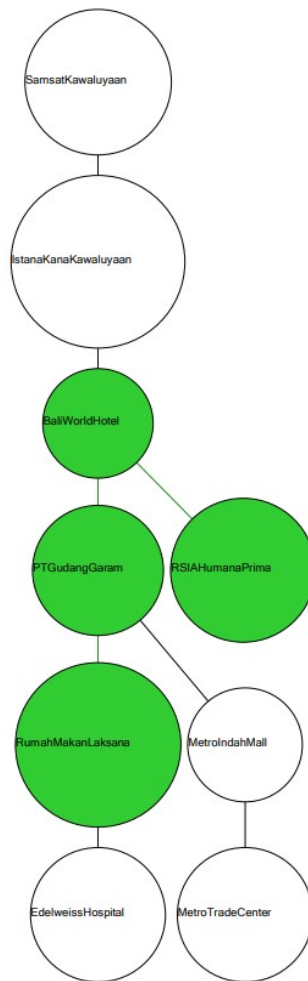 SamsatKawaluyaan
IstanaKanaKawaluyaan
BaliWorldHotel
PTGudangGaram
RSIAHumanaPrima
RumahMakanLaksana
MetroIndahMall
EdelweissHospital
MetroTradeCenter